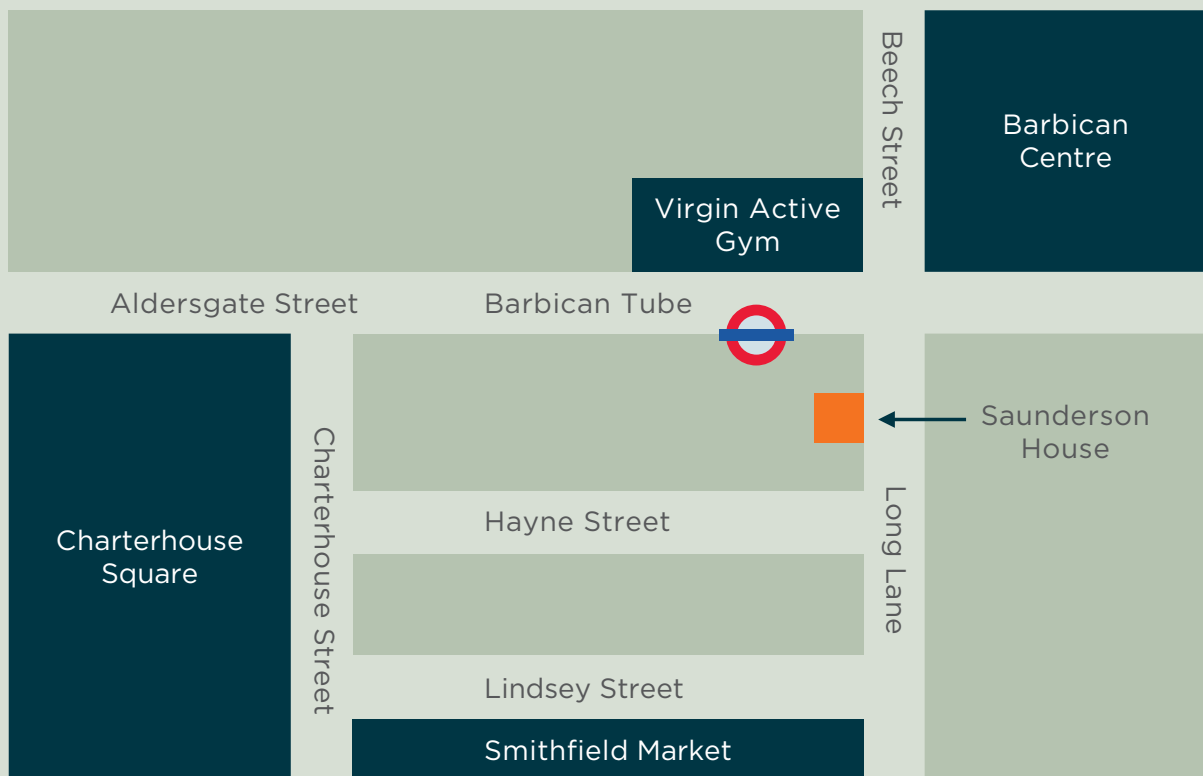 Beech Street
Barbican
Centre
Virgin Active
Gym
Aldersgate Street
Barbican Tube
Saunderson
House
Charterhouse Street
Long Lane
Hayne Street
Charterhouse
Square
Lindsey Street
Smithfield Market